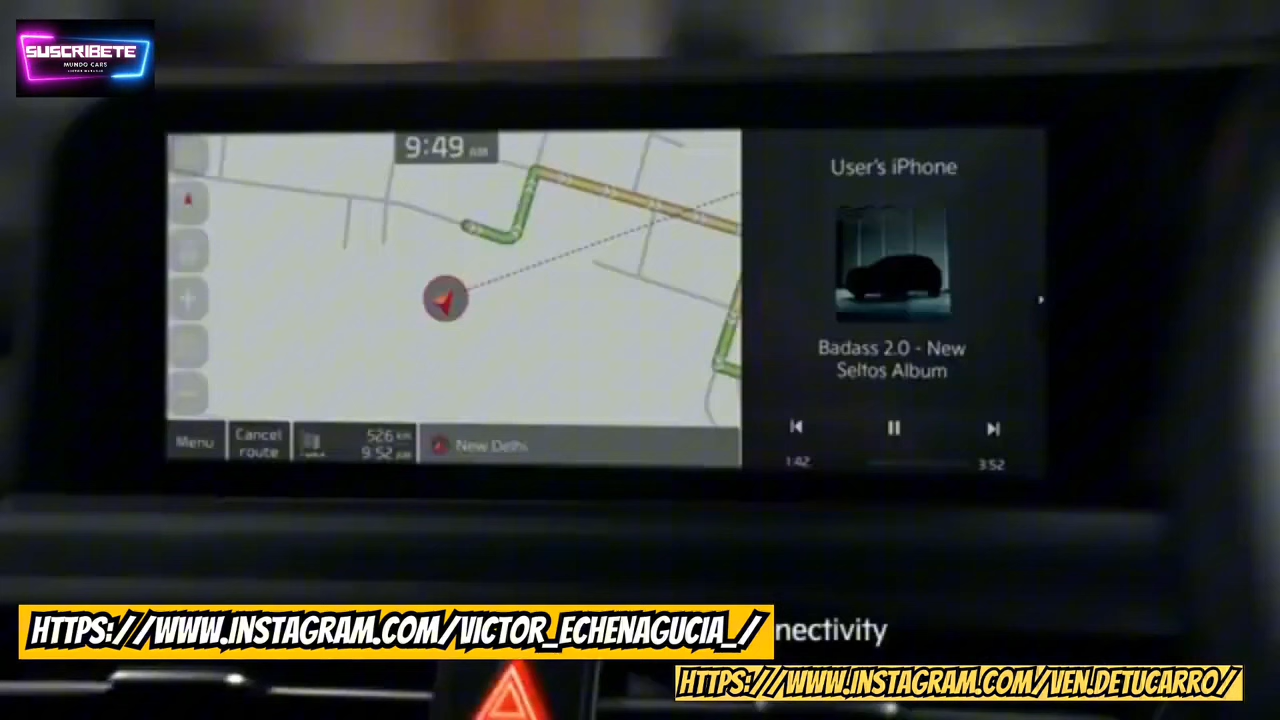 SUSCRIBETE
MUNDO CARS
9:49 AM
User's iPhone
Badass 2.0 - New
Seltos Album
1:42
3:52
Menu
Cancel
route
526 km
9:52 AM
New Delhi
HTTPS://WWW.INSTAGRAM.COM/VICTOR_ECHENAGUCIA_/
nectivity
HTTPS://WWW.INSTAGRAM.COM/VEN.DETUCARRO/